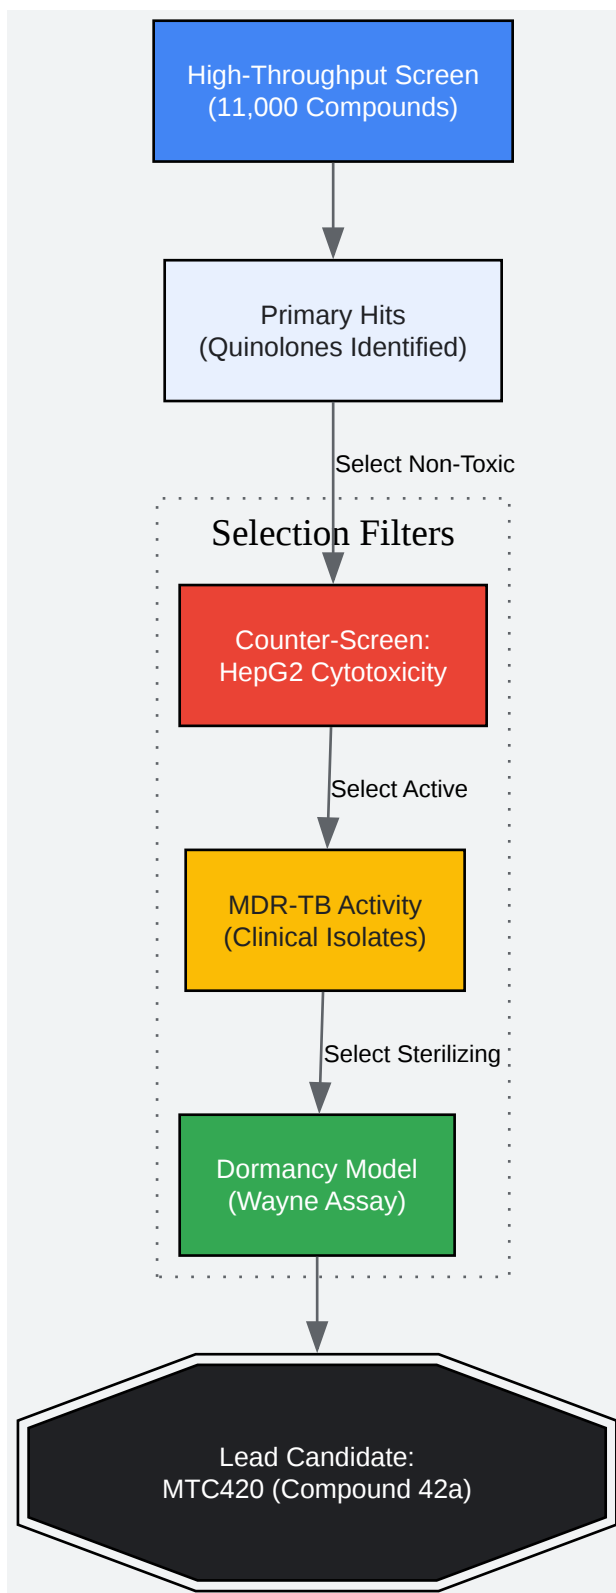 High-Throughput Screen
(11,000 Compounds)
Primary Hits
(Quinolones Identified)
Select Non-Toxic
Selection Filters
Counter-Screen:
HepG2 Cytotoxicity
Select Active
MDR-TB Activity
(Clinical Isolates)
Select Sterilizing
Dormancy Model
(Wayne Assay)
Lead Candidate:
MTC420 (Compound 42a)